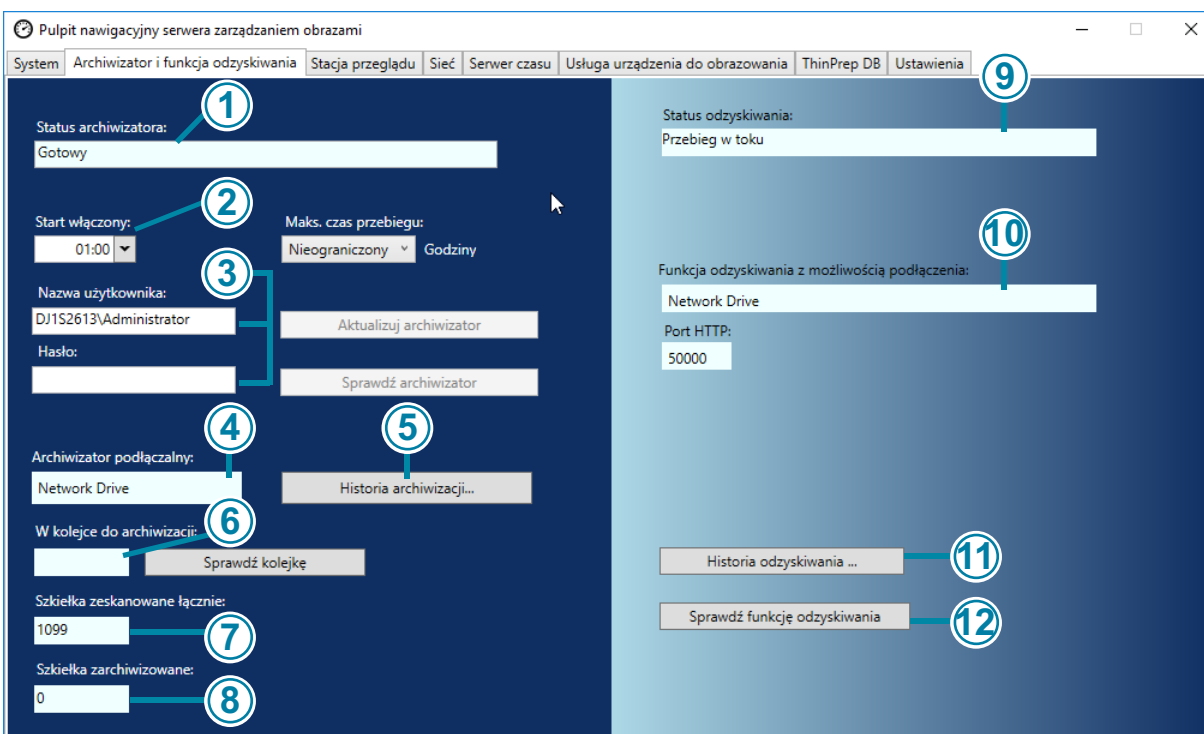 Pulpit nawigacyjny serwera zarządzaniem obrazami
System Archiwizator i funkcja odzyskiwania Stacja przeglądu Sieć Serwer czasu Usługa urządzenia do obrazowania ThinPrep DB Ustawienia
1
Status archiwizatora:
Gotowy
2
Start włączony:
01:00
Maks. czas przebiegu:
Nieograniczony Godziny
3
Nazwa użytkownika:
DJ1S2613\Administrator
Aktualizuj archiwizator
Hasło:
Sprawdź archiwizator
4
5
Archiwizator podłączalny:
Network Drive
Historia archiwizacji...
6
W kolejce do archiwizacji:
Sprawdź kolejkę
Szkiełka zeskanowane łącznie:
1099
7
Szkiełka zarchiwizowane:
0
8
9
Status odzyskiwania:
Przebieg w toku
10
Funkcja odzyskiwania z możliwością podłączenia:
Network Drive
Port HTTP:
50000
Historia odzyskiwania ...
11
Sprawdź funkcję odzyskiwania
12